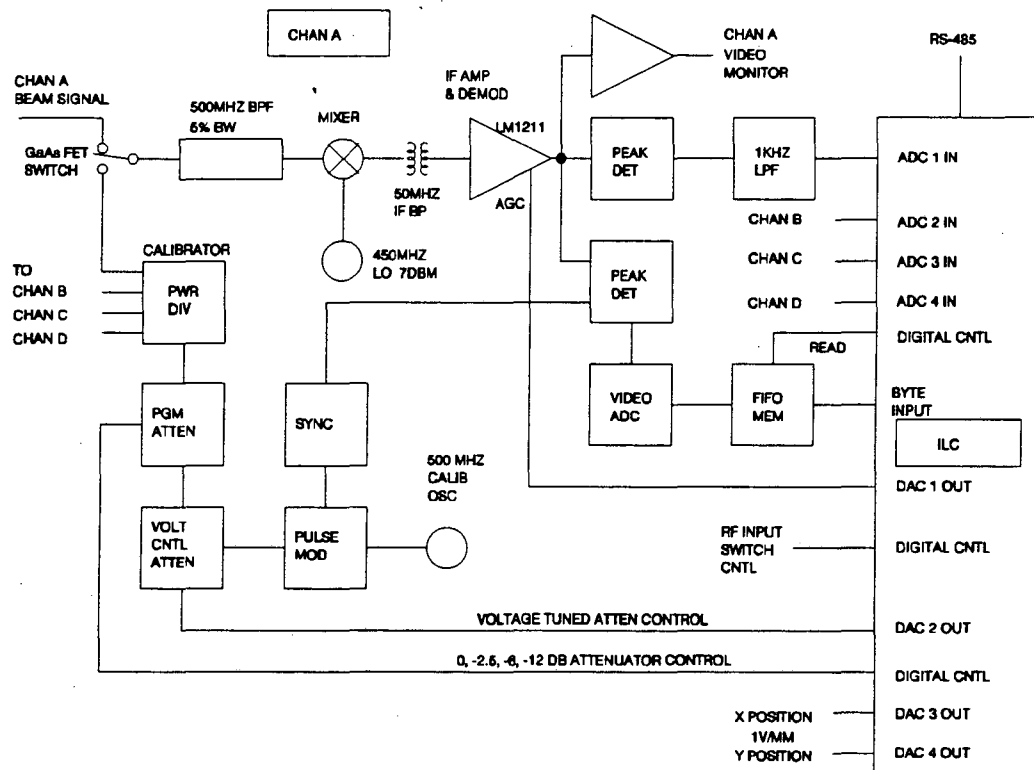 CHAN A
CHAN A
VIDEO
MONITOR
RS-485
CHAN A
BEAM SIGNAL
500MHZ BPF
5% BW
MIXER
IF AMP
& DEMOD
LM1211
GaAs FET
SWITCH
PEAK
DET
1KHZ
LPF
ADC 1 IN
50MHZ
IF BP
AGC
CHAN B
ADC 2 IN
CALIBRATOR
450MHZ
LO 7DBM
CHAN C
ADC 3 IN
TO
CHAN B
CHAN C
CHAN D
PWR
DIV
PEAK
DET
CHAN D
ADC 4 IN
READ
DIGITAL CNTL
PGM
ATTEN
SYNC
VIDEO
ADC
FIFO
MEM
BYTE
INPUT
ILC
500 MHZ
CALIB
OSC
DAC 1 OUT
VOLT
CNTL
ATTEN
PULSE
MOD
RF INPUT
SWITCH
CNTL
DIGITAL CNTL
VOLTAGE TUNED ATTEN CONTROL
DAC 2 OUT
0, -2.5, -6, -12 DB ATTENUATOR CONTROL
DIGITAL CNTL
X POSITION
DAC 3 OUT
1V/MM
Y POSITION
DAC 4 OUT